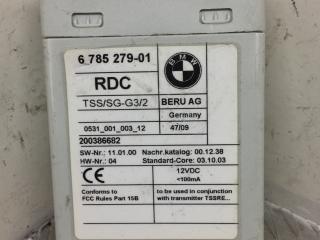 6 785 279-01
BMW
RDC
TSS/SG-G3/2
BERU AG
Germany
0531_001_003_12
47/09
200386682
SW-Nr.: 11.01.00 Nachr.katalog: 00.12.38
HW-Nr.: 04 Standard-Core: 03.10.03
CE
12VDC
<100mA
Conforms to
FCC Rules Part 15B
to be used in conjunction
with transmitter TSSRE...